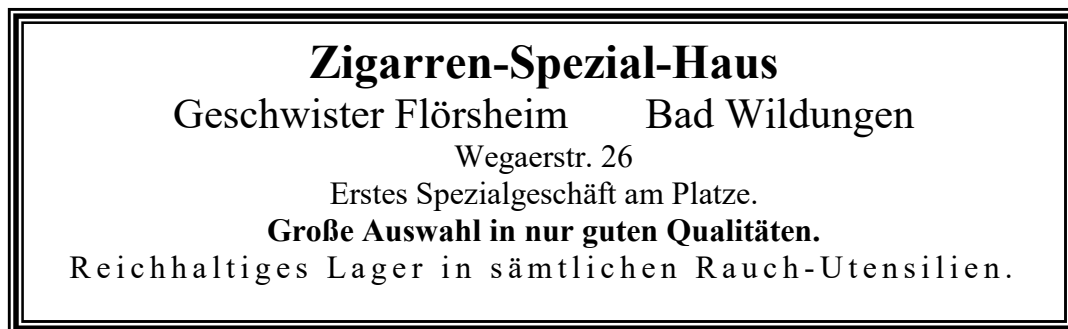 Zigarren-Spezial-Haus
Geschwister Flörsheim Bad Wildungen
Wegaerstr. 26
Erstes Spezialgeschäft am Platze.
Große Auswahl in nur guten Qualitäten.
Reichhaltiges Lager in sämtlichen Rauch-Utensilien.